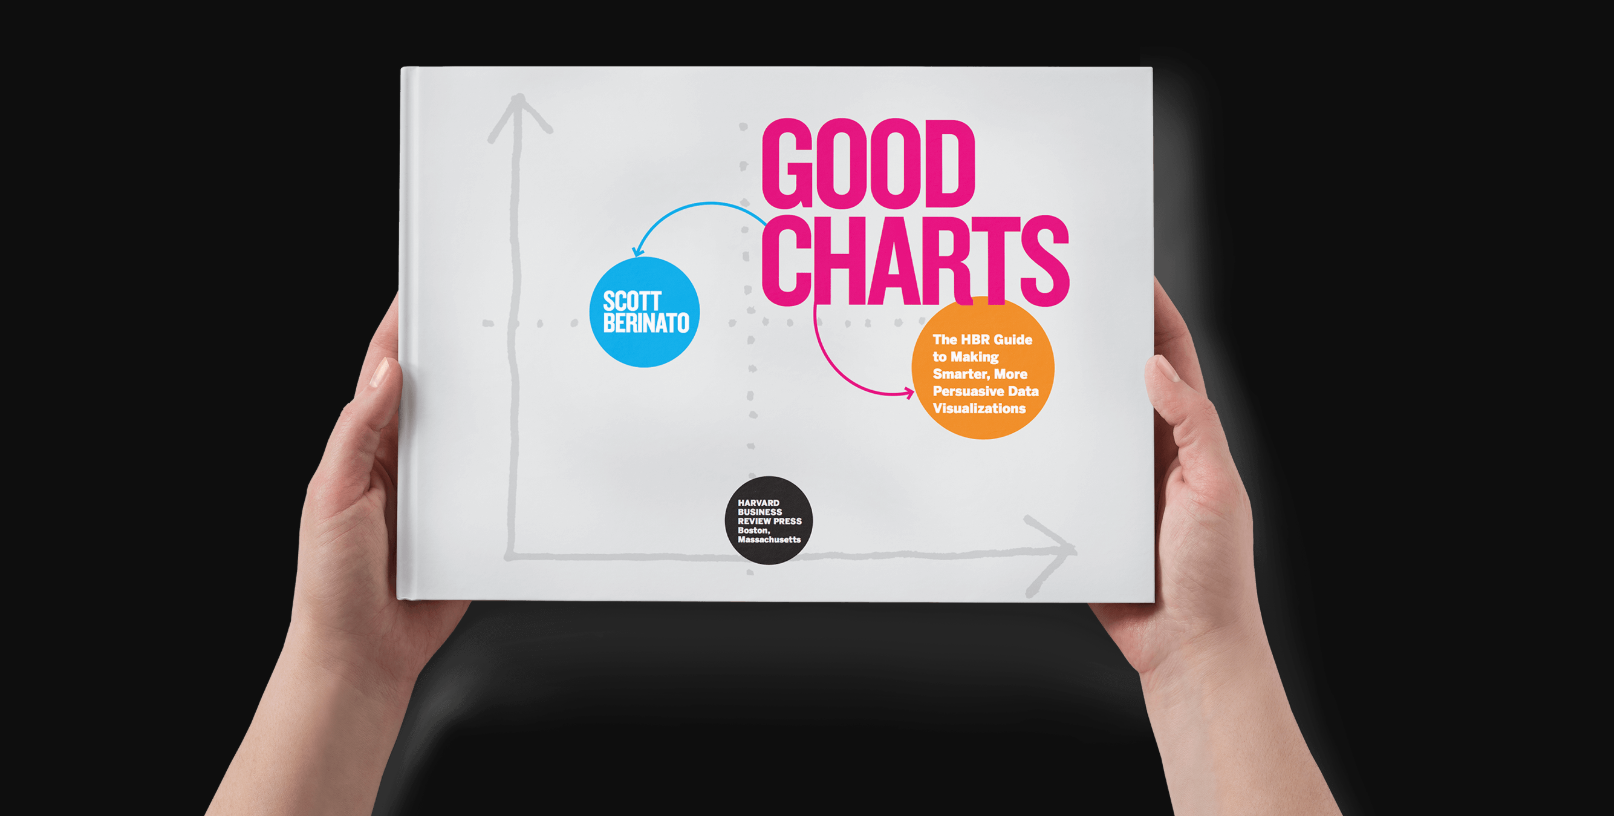 GOOD
CHARTS
SCOTT
BERINATO
The HBR Guide
to Making
Smarter, More
Persuasive Data
Visualizations
HARVARD
BUSINESS
REVIEW PRESS
Boston,
Massachusetts